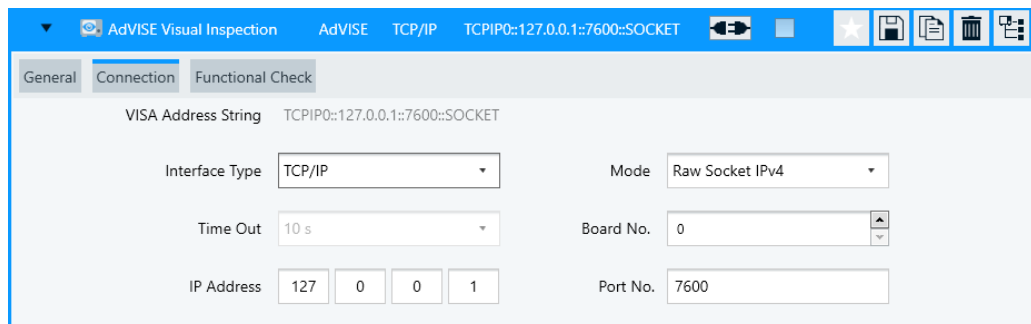 AdVISE Visual Inspection AdVISE TCP/IP TCPIP0::127.0.0.1::7600::SOCKET
General Connection Functional Check
VISA Address String TCPIP0::127.0.0.1::7600::SOCKET
Interface Type TCP/IP Mode Raw Socket IPv4
Time Out 10 s Board No. 0
IP Address 127 0 0 1 Port No. 7600